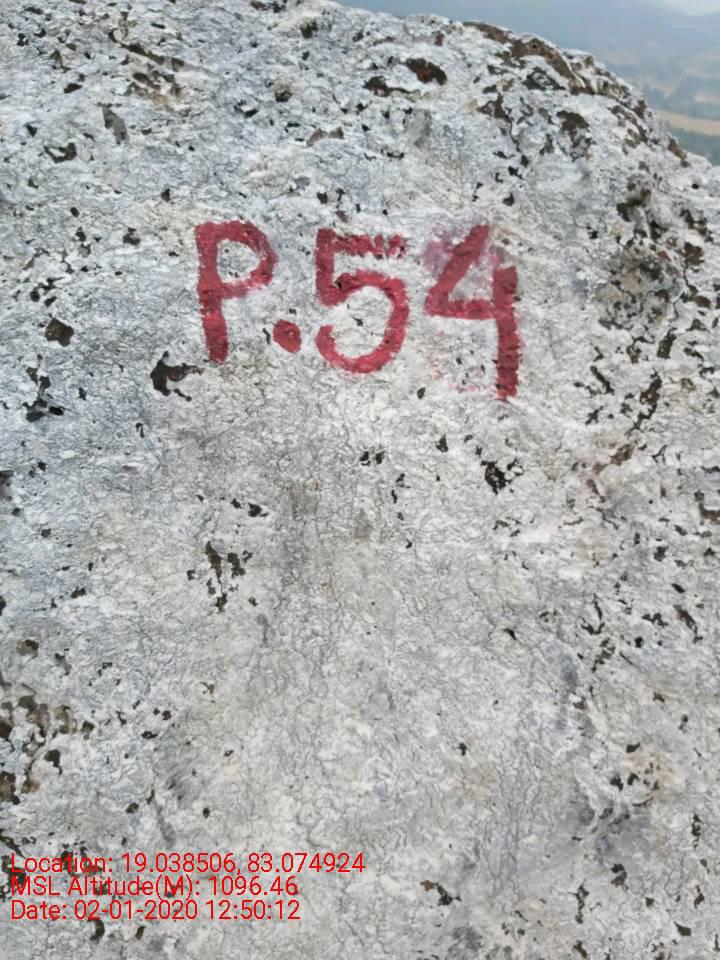 P.54
Location: 19.038506, 83.074924
MSL Altitude(M): 1096.46
Date: 02-01-2020 12:50:12